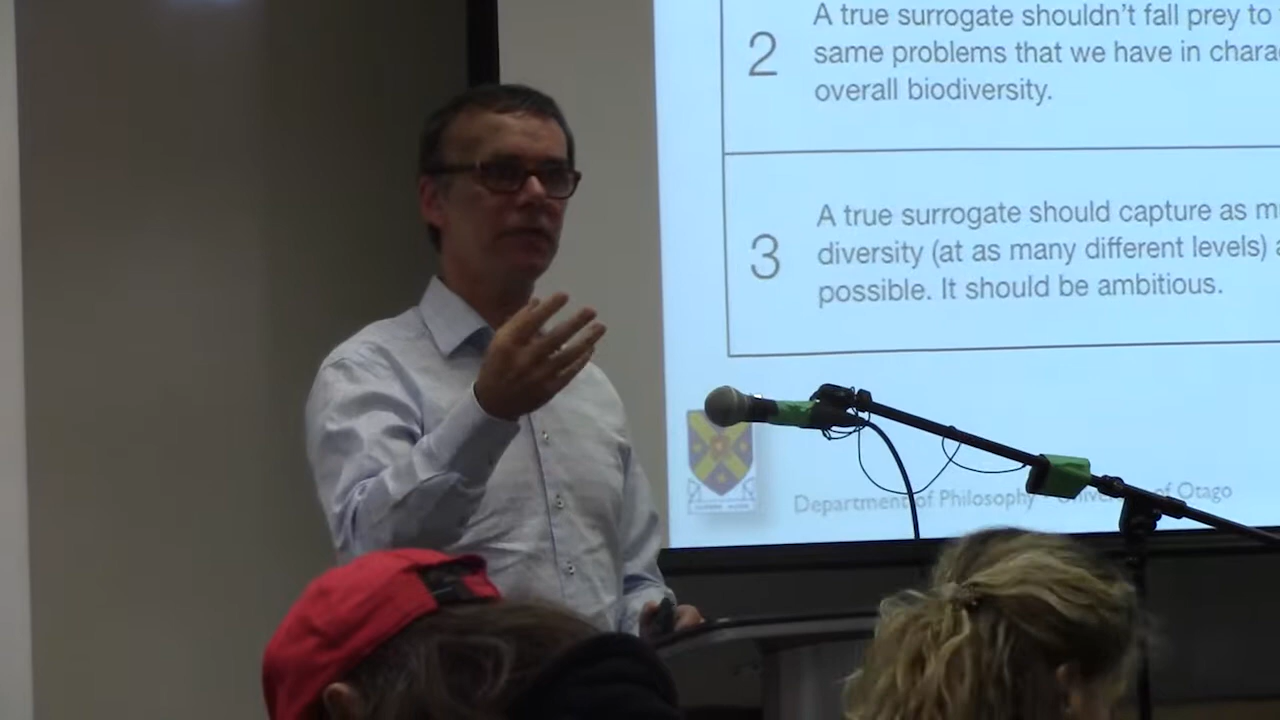 2
A true surrogate shouldn't fall prey to
same problems that we have in
overall biodiversity.
3
A true surrogate should capture as
diversity (at as many different levels)
possible. It should be ambitious.
Department of Philosophy - University of Otago